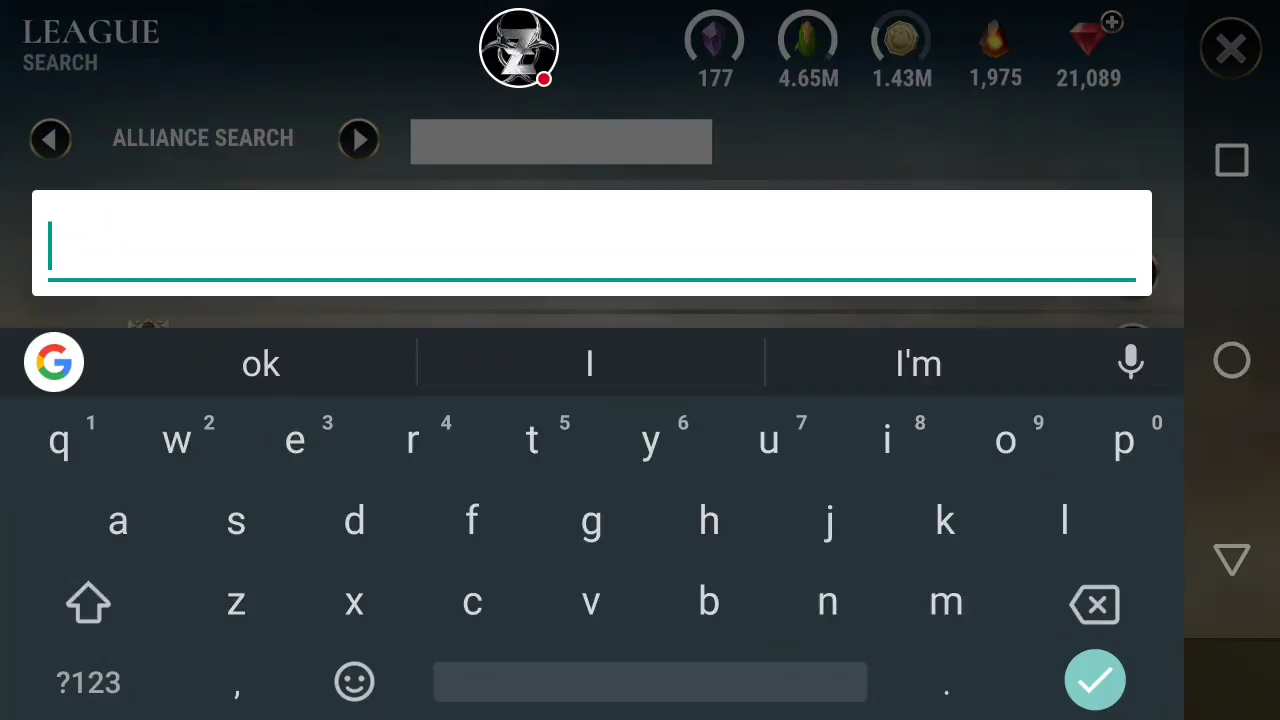 LEAGUE
SEARCH
177 4.65M 1.43M 1,975 21,089
ALLIANCE SEARCH
ok I I'm
q 1 w 2 e 3 r 4 t 5 y 6 u 7 i 8 o 9 p 0
a s d f g h j k l
z x c v b n m
?123 , .